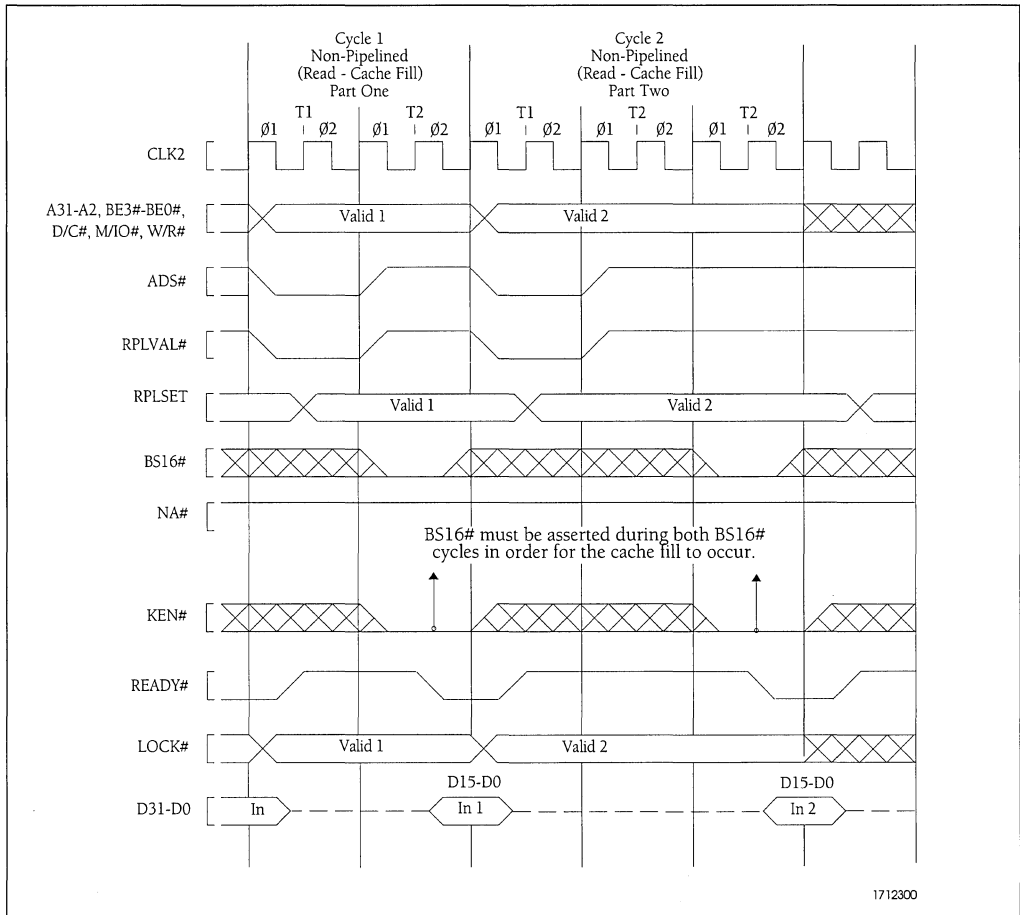 Cycle 1
Non-Pipelined
(Read - Cache Fill)
Part One
Cycle 2
Non-Pipelined
(Read - Cache Fill)
Part Two
T1 T2 T1 T2 T2
Ø1 Ø2 Ø1 Ø2 Ø1 Ø2 Ø1 Ø2 Ø1 Ø2
CLK2
A31-A2, BE3#-BE0#,
D/C#, M/IO#, W/R#
Valid 1 Valid 2
ADS#
RPLVAL#
RPLSET
Valid 1 Valid 2
BS16#
NA#
BS16# must be asserted during both BS16#
cycles in order for the cache fill to occur.
KEN#
READY#
LOCK# Valid 1 Valid 2
D15-D0 D15-D0
D31-D0 In In 1 In 2
1712300